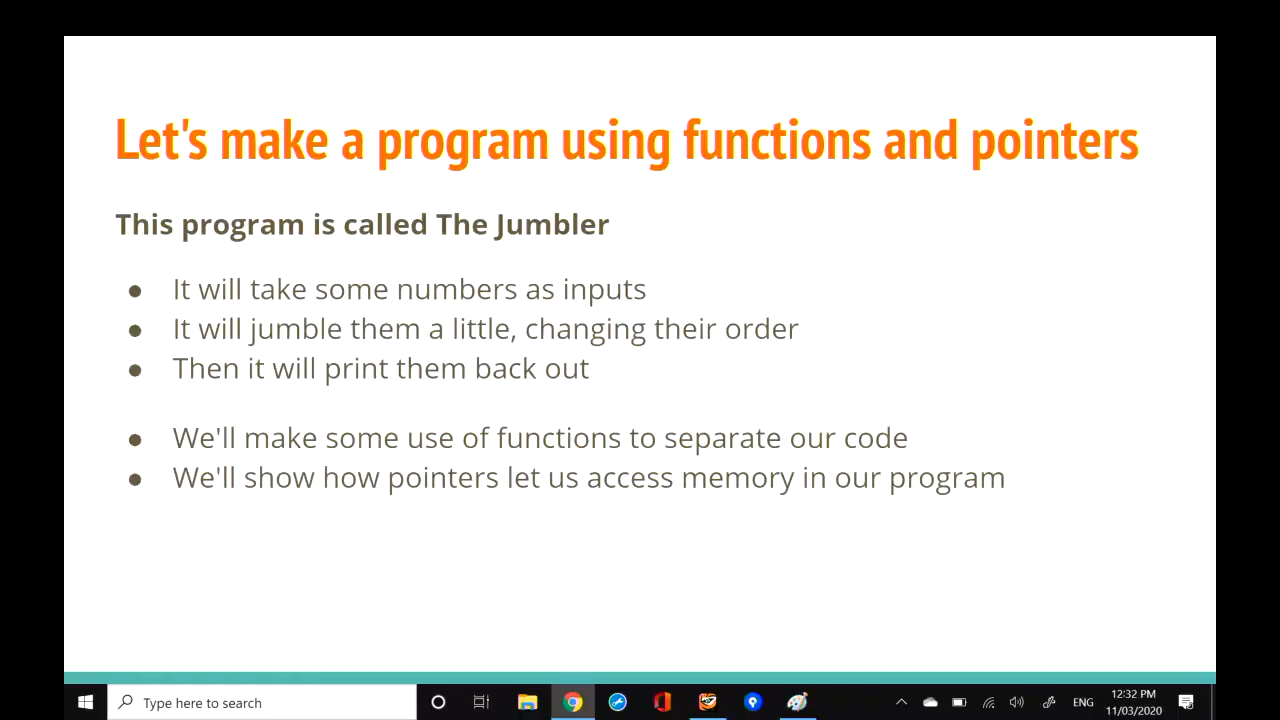 Let's make a program using functions and pointers
This program is called The Jumbler
● It will take some numbers as inputs
● It will jumble them a little, changing their order
● Then it will print them back out
● We'll make some use of functions to separate our code
● We'll show how pointers let us access memory in our program
Type here to search
ENG
12:32 PM
11/03/2020